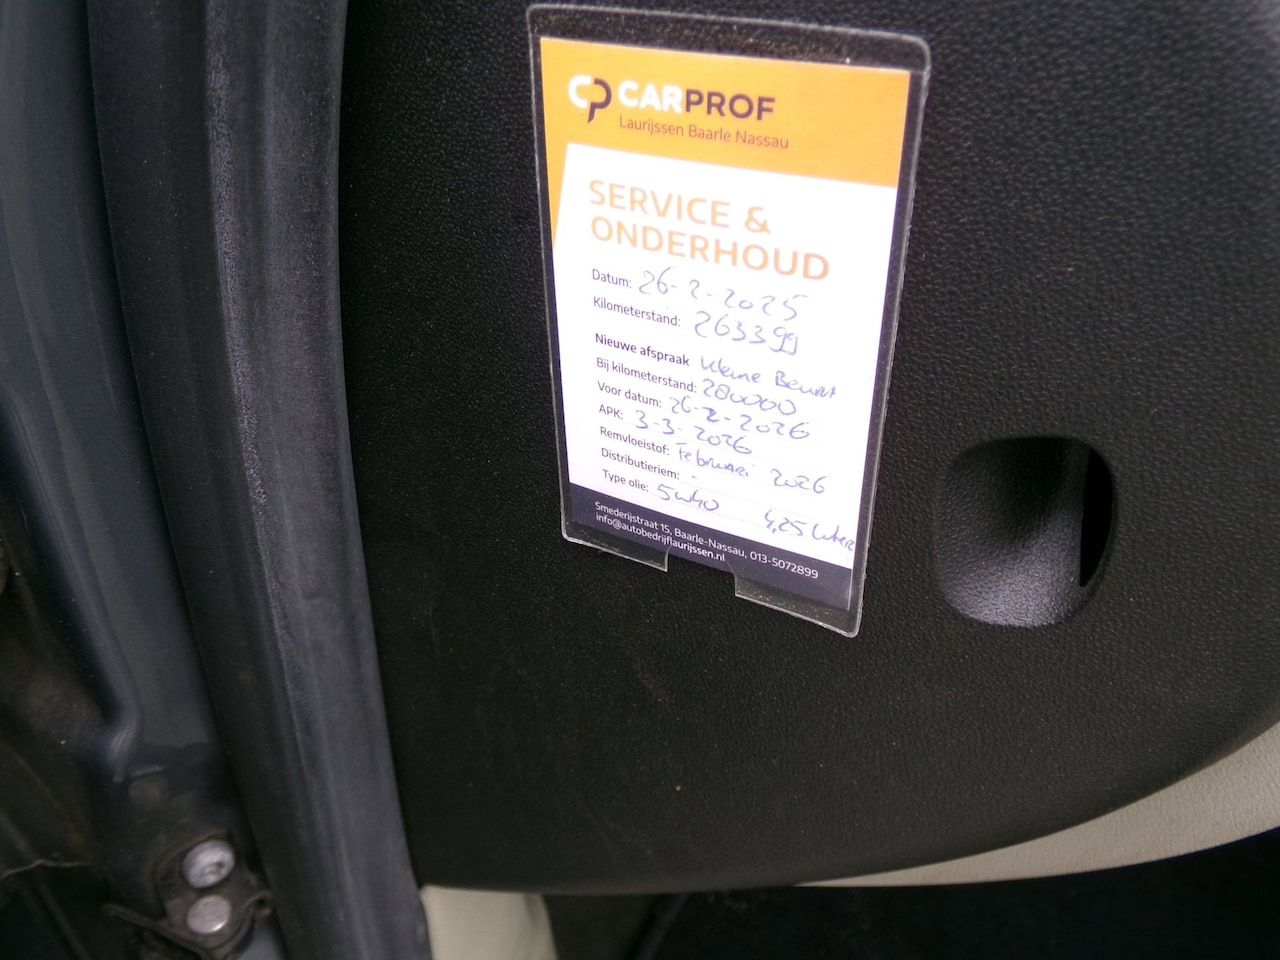 CP CARPROF
Laurijssen Baarle Nassau
SERVICE &
ONDERHOUD
Datum: 26-2-2025
Kilometerstand: 263399
Nieuwe afspraak kleine Beurt
Bij kilometerstand: 280000
Voor datum: 26-2-2026
APK: 3-3-2026
Remvloeistof: Februari 2026
Distributieriem: -
Type olie: 5w40 4,25 Liter
Smederijstraat 15, Baarle-Nassau, 013-5072899
info@autobedrijflaurijssen.nl